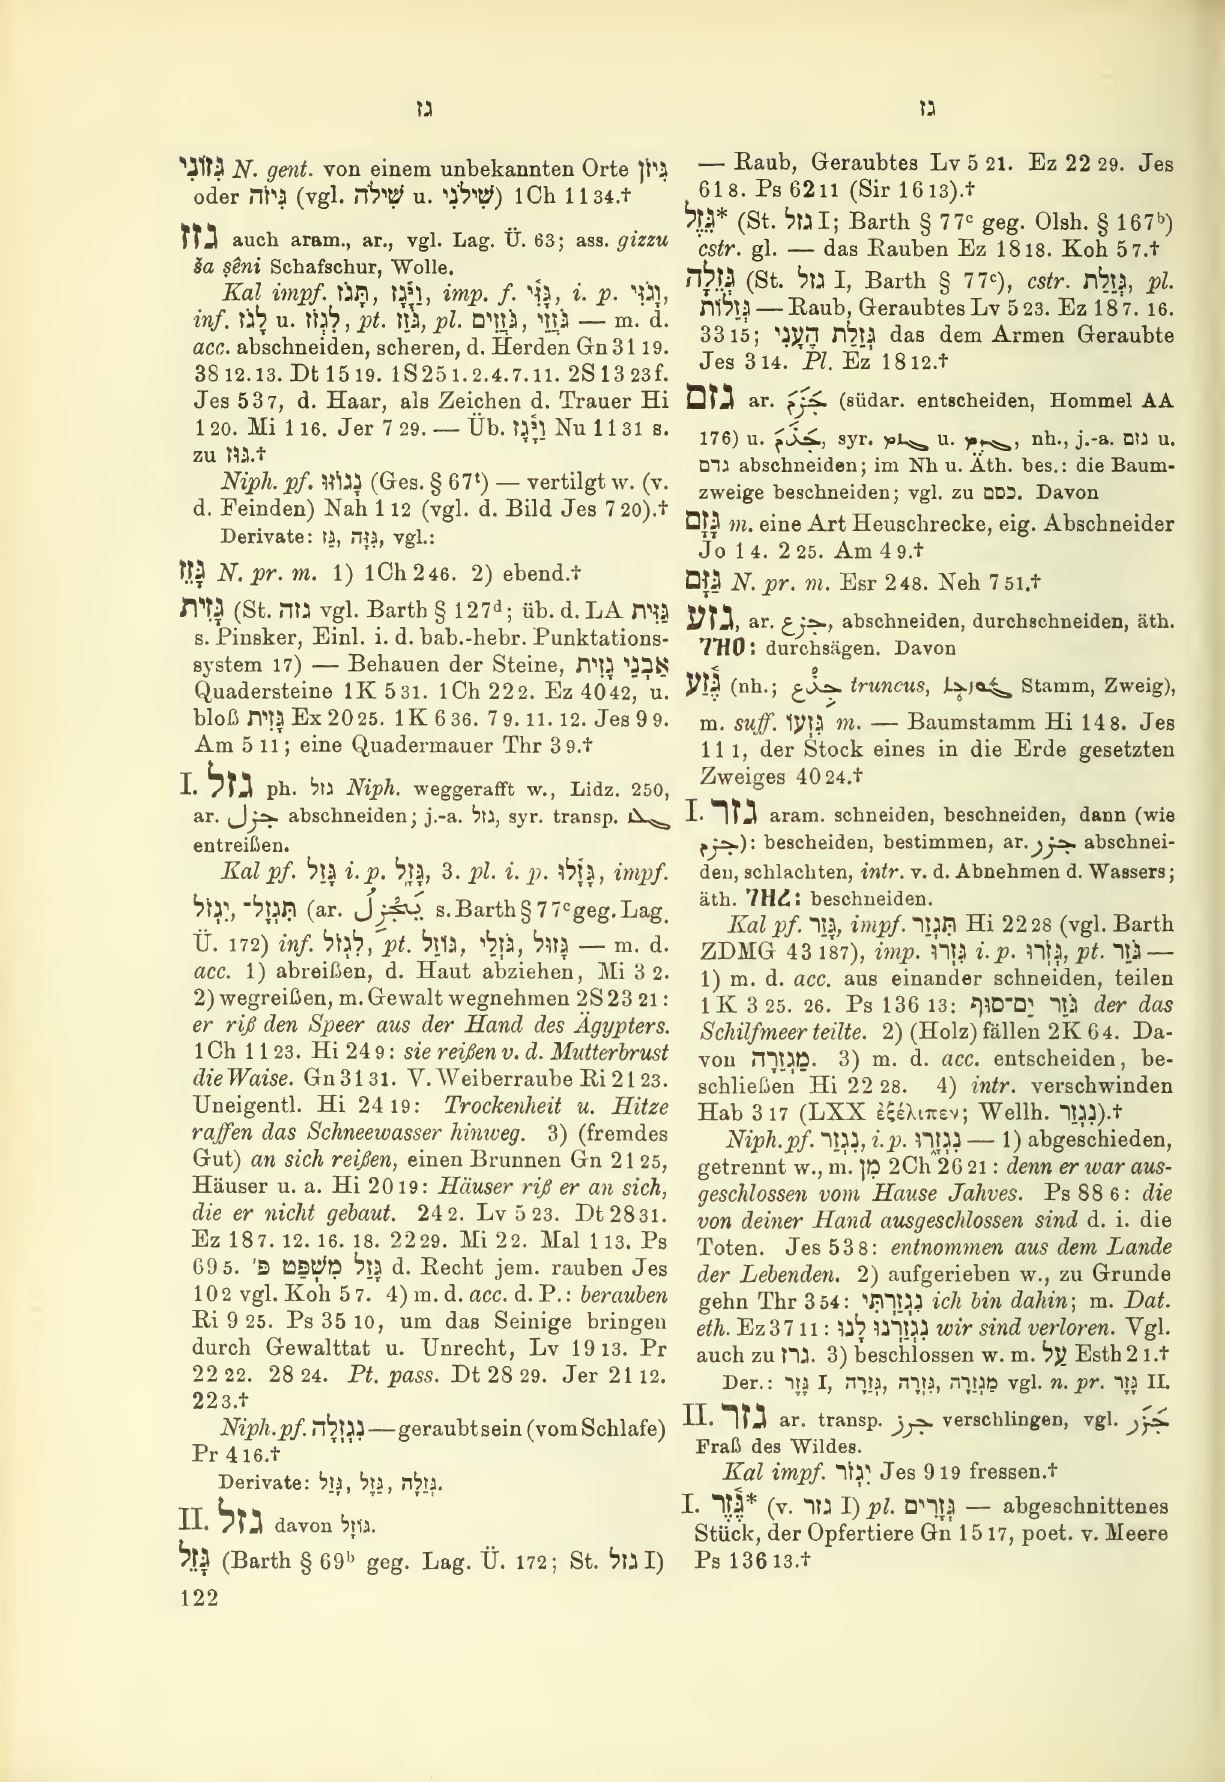 גז
גז
גִּזוֹנִי N. gent. von einem unbekannten Orte גִּיזֹן
oder גִּיזֹה (vgl. שִׁילֹה u. שִׁילֹנִי) 1Ch 11 34.†
גזז auch aram., ar., vgl. Lag. Ü. 63; ass. gizzu
ša ṣêni Schafschur, Wolle.
Kal impf. תָּגֹז, וַיָּגָז, imp. f. גָּזִּי, i. p. וָגֹזִּי,
inf. לָגֹז u. לִגְזֹז, pt. גֹּזֵז, pl. גֹּזְזִים, גֹּזְזֵי — m. d.
acc. abschneiden, scheren, d. Herden Gn 31 19.
38 12. 13. Dt 15 19. 1S 25 1. 2. 4. 7. 11. 2S 13 23 f.
Jes 53 7, d. Haar, als Zeichen d. Trauer Hi
1 20. Mi 1 16. Jer 7 29. — Üb. וַיָּגָז Nu 11 31 s.
zu גוז.†
Niph. pf. נָגוֹזּוּ (Ges. § 67t) — vertilgt w. (v.
d. Feinden) Nah 1 12 (vgl. d. Bild Jes 7 20).†
Derivate: גֵּז, גִּזָּה, vgl.:
גָּזֵז N. pr. m. 1) 1Ch 2 46. 2) ebend.†
גָּזִית (St. גזה vgl. Barth § 127d; üb. d. LA גַּוִּית
s. Pinsker, Einl. i. d. bab.-hebr. Punktations-
system 17) — Behauen der Steine, אַבְנֵי גָזִית
Quadersteine 1K 5 31. 1Ch 22 2. Ez 40 42, u.
bloß גָּזִית Ex 20 25. 1K 6 36. 7 9. 11. 12. Jes 9 9.
Am 5 11; eine Quadermauer Thr 3 9.†
I. גזל ph. גזל Niph. weggerafft w., Lidz. 250,
ar. جزل abschneiden; j.-a. גזל, syr. transp.
entreißen.
Kal pf. גָּזַל i. p. גָּזָל, 3. pl. i. p. גָּזָלוּ, impf.
יִגְזֹל, תִּגְזָל־ (ar. يَجْزِلُ s. Barth § 77c geg. Lag.
Ü. 172) inf. לִגְזֹל, pt. גּוֹזֵל, גֹּזְלֵי, גָּזוּל — m. d.
acc. 1) abreißen, d. Haut abziehen, Mi 3 2.
2) wegreißen, m. Gewalt wegnehmen 2S 23 21:
er riß den Speer aus der Hand des Ägypters.
1Ch 11 23. Hi 24 9: sie reißen v. d. Mutterbrust
die Waise. Gn 31 31. V. Weiberraube Ri 21 23.
Uneigentl. Hi 24 19: Trockenheit u. Hitze
raffen das Schneewasser hinweg. 3) (fremdes
Gut) an sich reißen, einen Brunnen Gn 21 25,
Häuser u. a. Hi 20 19: Häuser riß er an sich,
die er nicht gebaut. 24 2. Lv 5 23. Dt 28 31.
Ez 18 7. 12. 16. 18. 22 29. Mi 2 2. Mal 1 13. Ps
69 5. גָּזַל מִשְׁפַּט פ' d. Recht jem. rauben Jes
10 2 vgl. Koh 5 7. 4) m. d. acc. d. P.: berauben
Ri 9 25. Ps 35 10, um das Seinige bringen
durch Gewalttat u. Unrecht, Lv 19 13. Pr
22 22. 28 24. Pt. pass. Dt 28 29. Jer 21 12.
22 3.†
Niph. pf. נִגְזְלָה — geraubt sein (vom Schlafe)
Pr 4 16.†
Derivate: גָּזֵל, גֵּזֶל, גְּזֵלָה.
II. גזל davon גּוֹזָל.
גָּזֵל (Barth § 69b geg. Lag. Ü. 172; St. גזל I)
122
— Raub, Geraubtes Lv 5 21. Ez 22 29. Jes
61 8. Ps 62 11 (Sir 16 13).†
גֵּזֶל* (St. גזל I; Barth § 77c geg. Olsh. § 167b)
cstr. gl. — das Rauben Ez 18 18. Koh 5 7.†
גְּזֵלָה (St. גזל I, Barth § 77c), cstr. גְּזֵלַת, pl.
גְּזֵלוֹת — Raub, Geraubtes Lv 5 23. Ez 18 7. 16.
33 15; גְּזֵלַת הֶעָנִי das dem Armen Geraubte
Jes 3 14. Pl. Ez 18 12.†
גזם ar. جَزَمَ (südar. entscheiden, Hommel AA
176) u. جَذَمَ, syr. u. , nh., j.-a. גזם u.
גדם abschneiden; im Nh u. Äth. bes.: die Baum-
zweige beschneiden; vgl. zu כסם. Davon
גָּזָם m. eine Art Heuschrecke, eig. Abschneider
Jo 1 4. 2 25. Am 4 9.†
גַּזָּם N. pr. m. Esr 2 48. Neh 7 51.†
גזע, ar. جزع, abschneiden, durchschneiden, äth.
durchsägen. Davon
גֶּזַע (nh.; جِذْعٌ truncus, Stamm, Zweig),
m. suff. גִּזְעוֹ m. — Baumstamm Hi 14 8. Jes
11 1, der Stock eines in die Erde gesetzten
Zweiges 40 24.†
I. גזר aram. schneiden, beschneiden, dann (wie
جزم): bescheiden, bestimmen, ar. جزر abschnei-
den, schlachten, intr. v. d. Abnehmen d. Wassers;
äth. beschneiden.
Kal pf. גָּזַר, impf. תִּגְזַר Hi 22 28 (vgl. Barth
ZDMG 43 187), imp. גִּזְרוּ i. p. גְּזֹרוּ, pt. גֹּזֵר —
1) m. d. acc. aus einander schneiden, teilen
1 K 3 25. 26. Ps 136 13: גֹּזֵר יַם־סוּף der das
Schilfmeer teilte. 2) (Holz) fällen 2K 6 4. Da-
von מַגְזֵרָה. 3) m. d. acc. entscheiden, be-
schließen Hi 22 28. 4) intr. verschwinden
Hab 3 17 (LXX ἐξέλιπεν; Wellh. נִגְזַר).†
Niph. pf. נִגְזַר, i. p. נִגְזָרוּ — 1) abgeschieden,
getrennt w., m. מִן 2Ch 26 21: denn er war aus-
geschlossen vom Hause Jahves. Ps 88 6: die
von deiner Hand ausgeschlossen sind d. i. die
Toten. Jes 53 8: entnommen aus dem Lande
der Lebenden. 2) aufgerieben w., zu Grunde
gehn Thr 3 54: נִגְזָרְתִּי ich bin dahin; m. Dat.
eth. Ez 37 11: נִגְזַרְנוּ לָנוּ wir sind verloren. Vgl.
auch zu גרז. 3) beschlossen w. m. עַל Esth 2 1.†
Der.: גֶּזֶר I, גְּזֵרָה, גִּזְרָה, מַגְזֵרָה vgl. n. pr. גֶּזֶר II.
II. גזר ar. transp. جرز verschlingen, vgl. جَزَر
Fraß des Wildes.
Kal impf. יִגְזֹר Jes 9 19 fressen.†
I. גֶּזֶר* (v. גזר I) pl. גְּזָרִים — abgeschnittenes
Stück, der Opfertiere Gn 15 17, poet. v. Meere
Ps 136 13.†